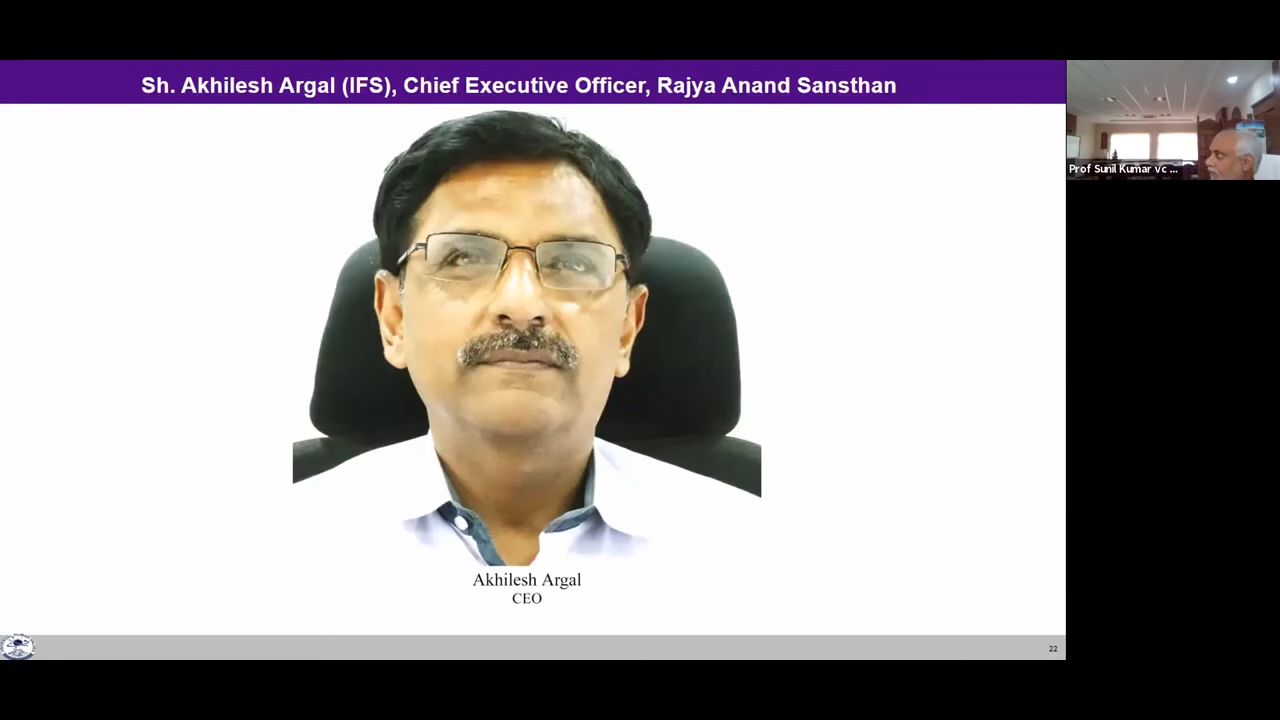 Sh. Akhilesh Argal (IFS), Chief Executive Officer, Rajya Anand Sansthan
Prof Sunil Kumar vc ...
Akhilesh Argal
CEO
22